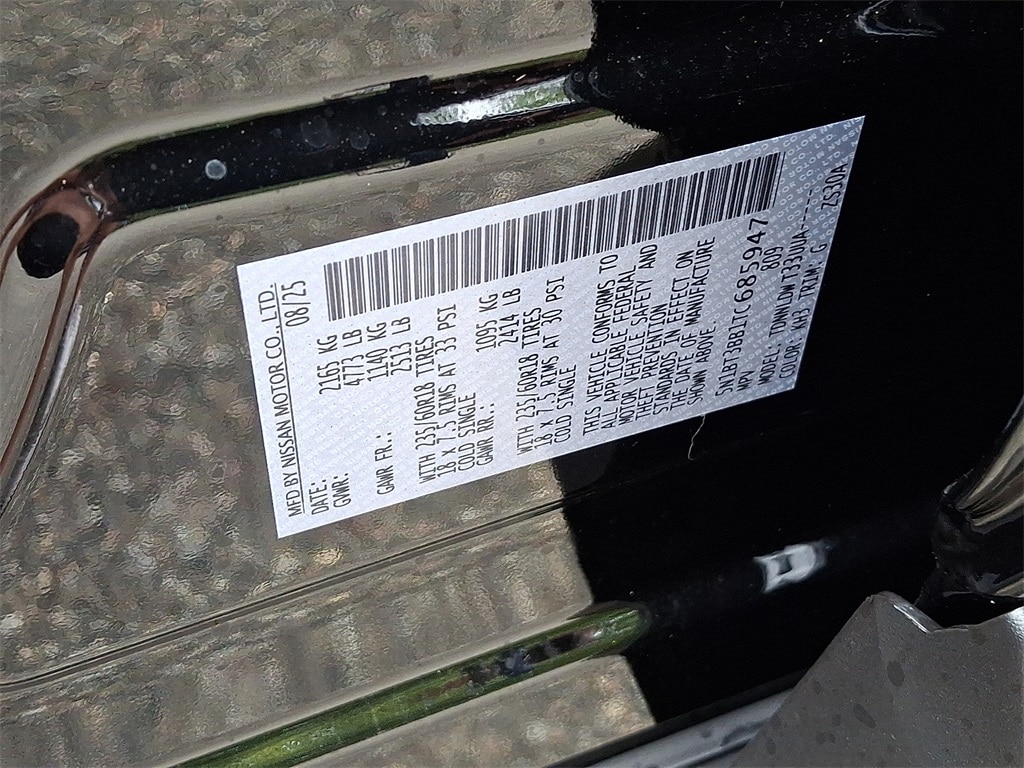 MFD BY NISSAN MOTOR CO., LTD.
DATE: 08/25
GVWR: 2165 KG
4773 LB
GAWR FR.: 1140 KG
2513 LB
WITH 235/60R18 TIRES
18 x 7.5 RIMS AT 33 PSI
COLD SINGLE
GAWR RR.: 1095 KG
2414 LB
WITH 235/60R18 TIRES
18 x 7.5 RIMS AT 30 PSI
COLD SINGLE
THIS VEHICLE CONFORMS TO
ALL APPLICABLE FEDERAL
MOTOR VEHICLE SAFETY AND
THEFT PREVENTION
STANDARDS IN EFFECT ON
THE DATE OF MANUFACTURE
SHOWN ABOVE.
5N1BT3BB1TC685947
MPV 809
MODEL: TDWNLDWT33UUA-----
COLOR: KH3 TRIM: G ZS30A